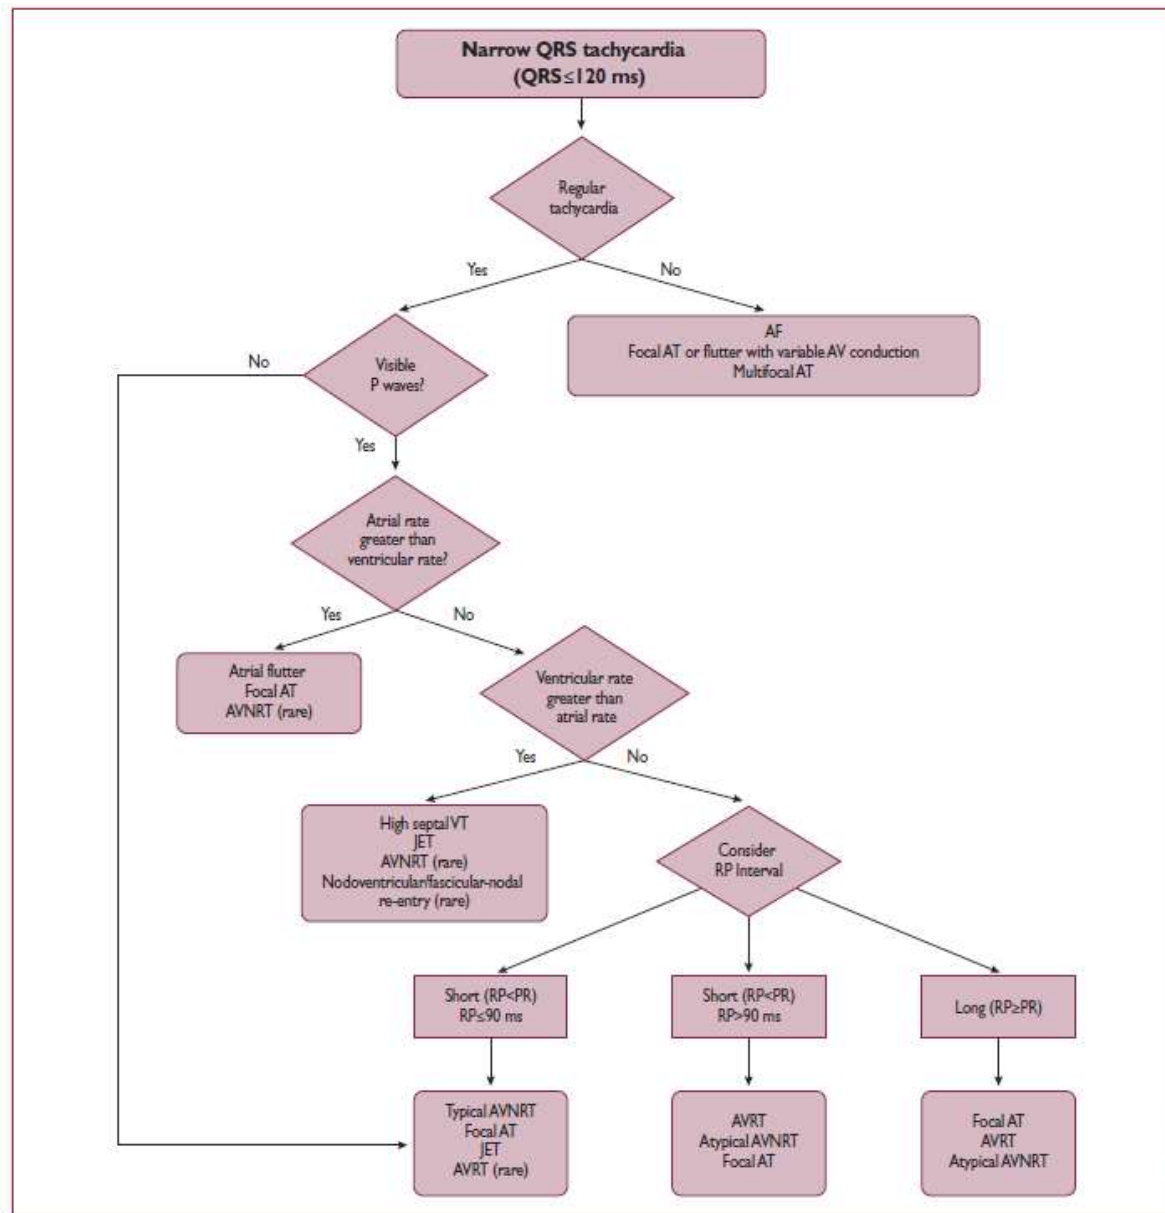 Narrow QRS tachycardia
(QRS≤120 ms)
Regular
tachycardia
Yes
No
AF
Focal AT or flutter with variable AV conduction
Multifocal AT
No
Visible
P waves?
Yes
Atrial rate
greater than
ventricular rate?
Yes
No
Atrial flutter
Focal AT
AVNRT (rare)
Ventricular rate
greater than
atrial rate
Yes
No
High septal VT
JET
AVNRT (rare)
Nodoventricular/fascicular-nodal
re-entry (rare)
Consider
RP Interval
Short (RP<PR)
RP≤90 ms
Short (RP<PR)
RP>90 ms
Long (RP≥PR)
Typical AVNRT
Focal AT
JET
AVRT (rare)
AVRT
Atypical AVNRT
Focal AT
Focal AT
AVRT
Atypical AVNRT